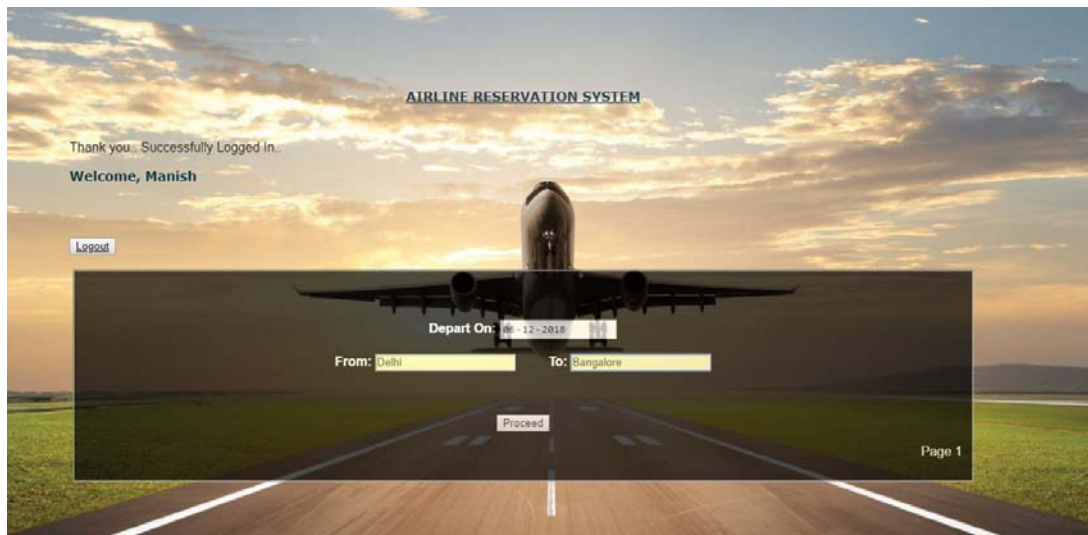 AIRLINE RESERVATION SYSTEM
Thank you.. Successfully Logged In..
Welcome, Manish
Logout
Depart On: 06-12-2018
From: Delhi To: Bangalore
Proceed
Page 1